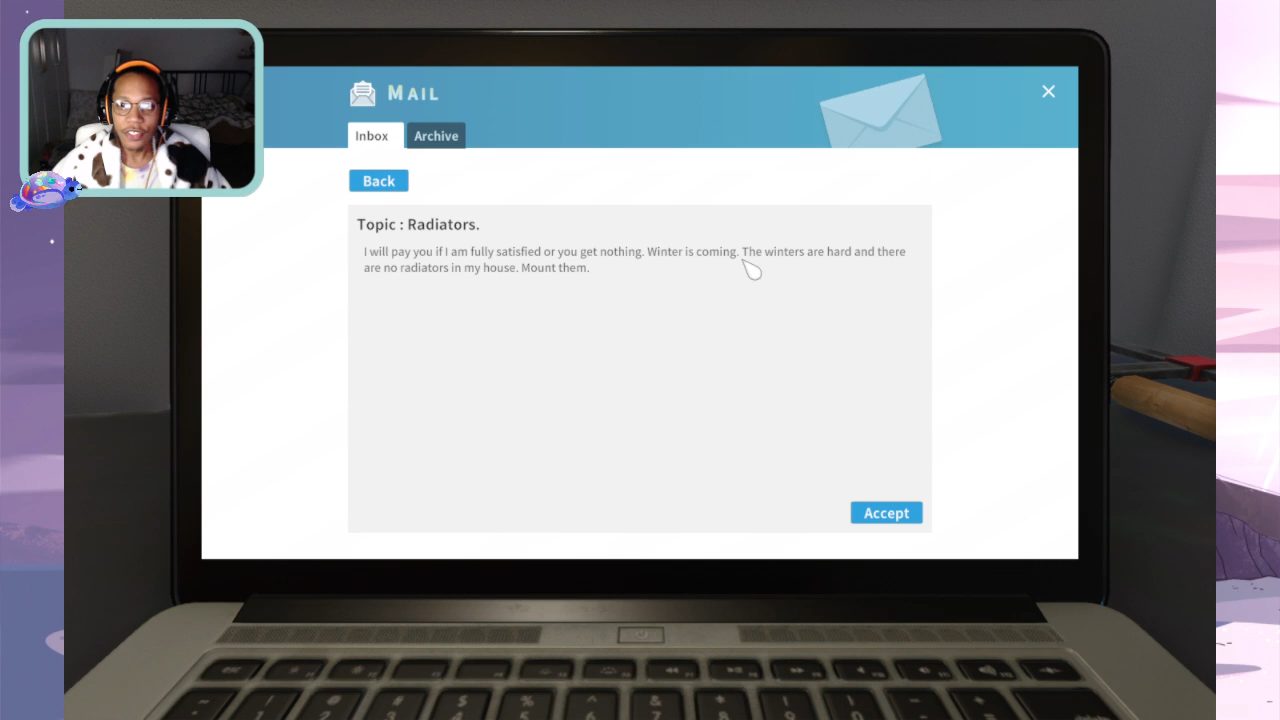 MAIL
Inbox
Archive
Back
Topic : Radiators.
I will pay you if I am fully satisfied or you get nothing. Winter is coming. The winters are hard and there
are no radiators in my house. Mount them.
Accept